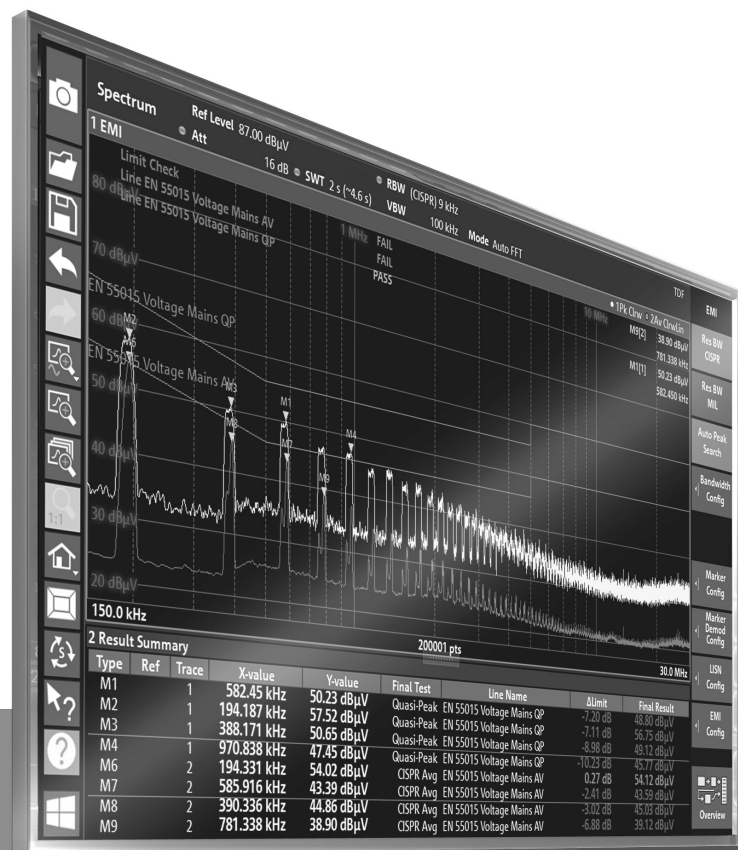 Spectrum
Ref Level 87.00 dBµV
Att 16 dB SWT 2 s (~4.6 s) RBW (CISPR) 9 kHz
VBW 100 kHz Mode Auto FFT
TDF
1 EMI
1Pk Clrw 2Av ClrwLin
Limit Check FAIL
Line EN 55015 Voltage Mains AV FAIL
Line EN 55015 Voltage Mains QP PASS
1 MHz
10 MHz
M9[2] 38.90 dBµV
781.338 kHz
M1[1] 50.23 dBµV
582.450 kHz
80 dBµV
70 dBµV
EN 55015 Voltage Mains QP
60 dBµV
M2
EN 55015 Voltage Mains AV
50 dBµV
M3
M1
M8
M7
M4
M9
40 dBµV
30 dBµV
20 dBµV
150.0 kHz
200001 pts
30.0 MHz
2 Result Summary
Type Ref Trace X-value Y-value Final Test Line Name ΔLimit Final Result
M1 1 582.45 kHz 50.23 dBµV Quasi-Peak EN 55015 Voltage Mains QP -7.20 dB 48.80 dBµV
M2 1 194.187 kHz 57.52 dBµV Quasi-Peak EN 55015 Voltage Mains QP -7.11 dB 56.75 dBµV
M3 1 388.171 kHz 50.65 dBµV Quasi-Peak EN 55015 Voltage Mains QP -8.98 dB 49.12 dBµV
M4 1 970.838 kHz 47.45 dBµV Quasi-Peak EN 55015 Voltage Mains QP -10.23 dB 45.77 dBµV
M6 2 194.331 kHz 54.02 dBµV CISPR Avg EN 55015 Voltage Mains AV 0.27 dB 54.12 dBµV
M7 2 585.916 kHz 43.39 dBµV CISPR Avg EN 55015 Voltage Mains AV -2.41 dB 43.59 dBµV
M8 2 390.336 kHz 44.86 dBµV CISPR Avg EN 55015 Voltage Mains AV -3.02 dB 45.03 dBµV
M9 2 781.338 kHz 38.90 dBµV CISPR Avg EN 55015 Voltage Mains AV -6.88 dB 39.12 dBµV
EMI
Res BW
CISPR
Res BW
MIL
Auto Peak
Search
Bandwidth
Config
Marker
Config
Marker
Demod
Config
LISN
Config
EMI
Config
Overview
1:1